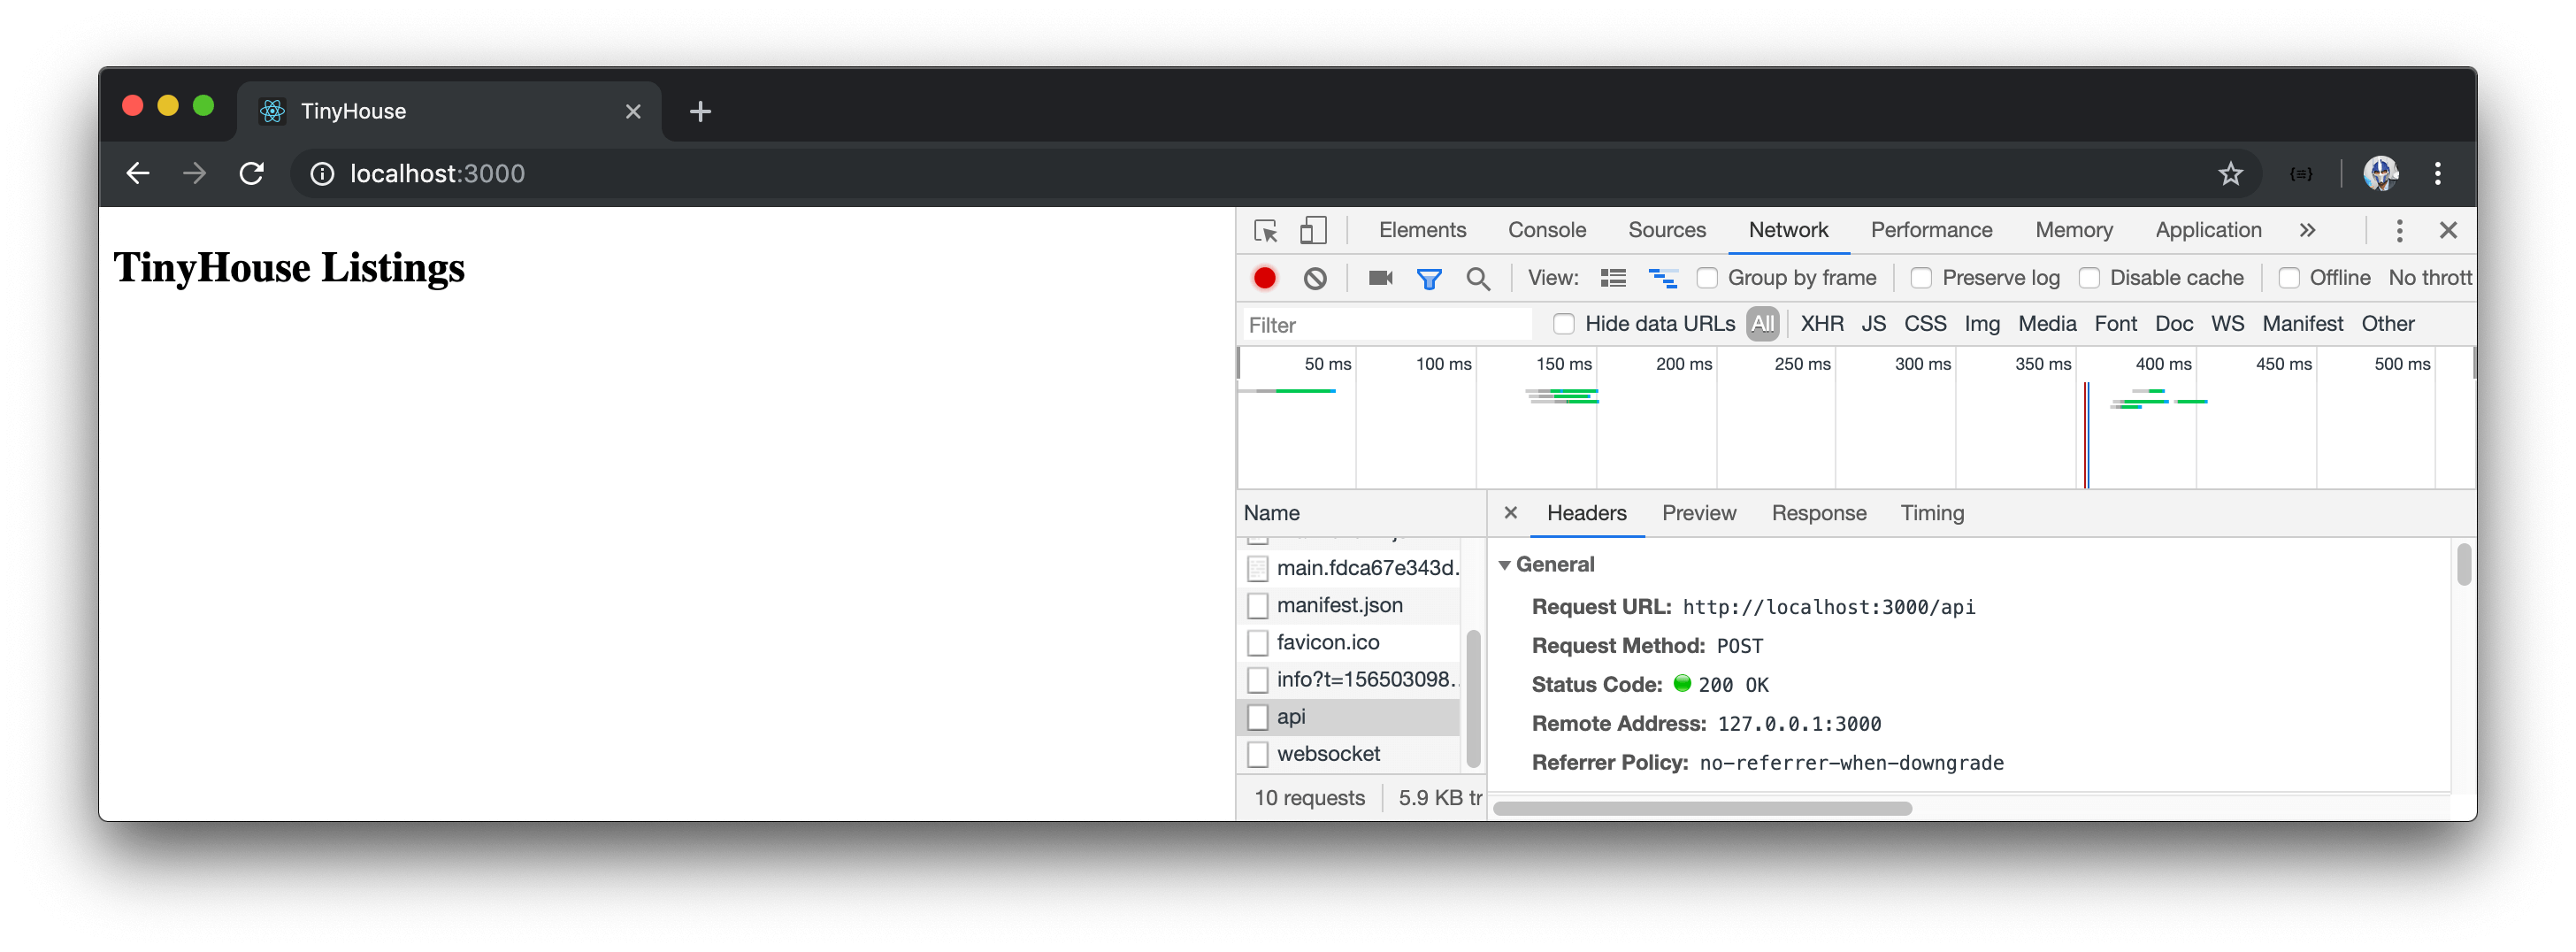 TinyHouse
localhost:3000
TinyHouse Listings
Elements Console Sources Network Performance Memory Application
View: Group by frame Preserve log Disable cache Offline No thrott
Filter Hide data URLs All XHR JS CSS Img Media Font Doc WS Manifest Other
50 ms 100 ms 150 ms 200 ms 250 ms 300 ms 350 ms 400 ms 450 ms 500 ms
Name Headers Preview Response Timing
main.fdca67e343d.
manifest.json
favicon.ico
info?t=156503098..
api
websocket
10 requests 5.9 KB tr
General
Request URL: http://localhost:3000/api
Request Method: POST
Status Code: 200 OK
Remote Address: 127.0.0.1:3000
Referrer Policy: no-referrer-when-downgrade